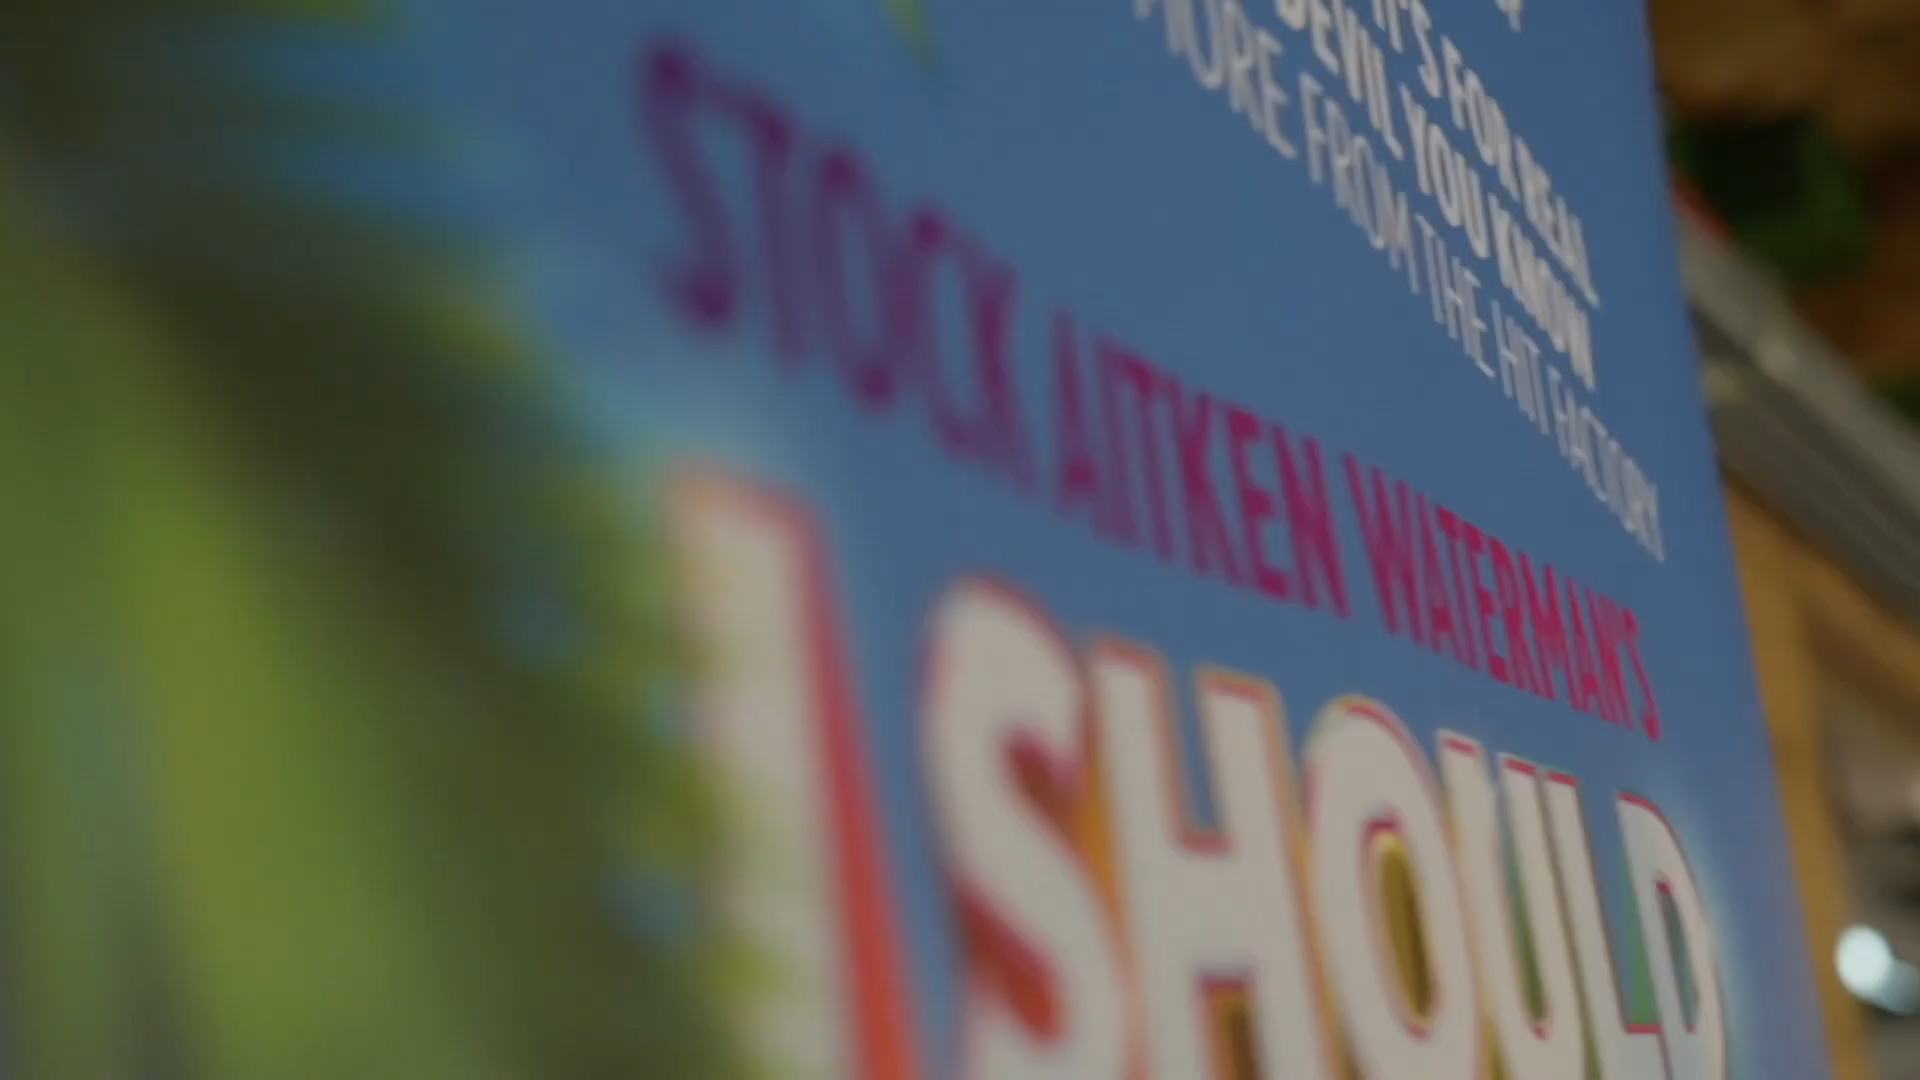 IT'S FOR REAL
DEVIL YOU KNOW
MORE FROM THE HIT FACTORY
STOCK AITKEN WATERMAN'S
I SHOULD